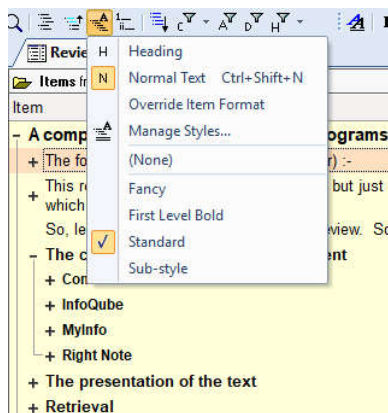 Revie
Items fr
Item
H Heading
N Normal Text Ctrl+Shift+N
Override Item Format
Manage Styles...
(None)
Fancy
First Level Bold
Standard
Sub-style
A comp ograms
The fo r) :-
This re but just
which
So, le view. So
The c nt
Con
InfoQube
MyInfo
Right Note
The presentation of the text
Retrieval